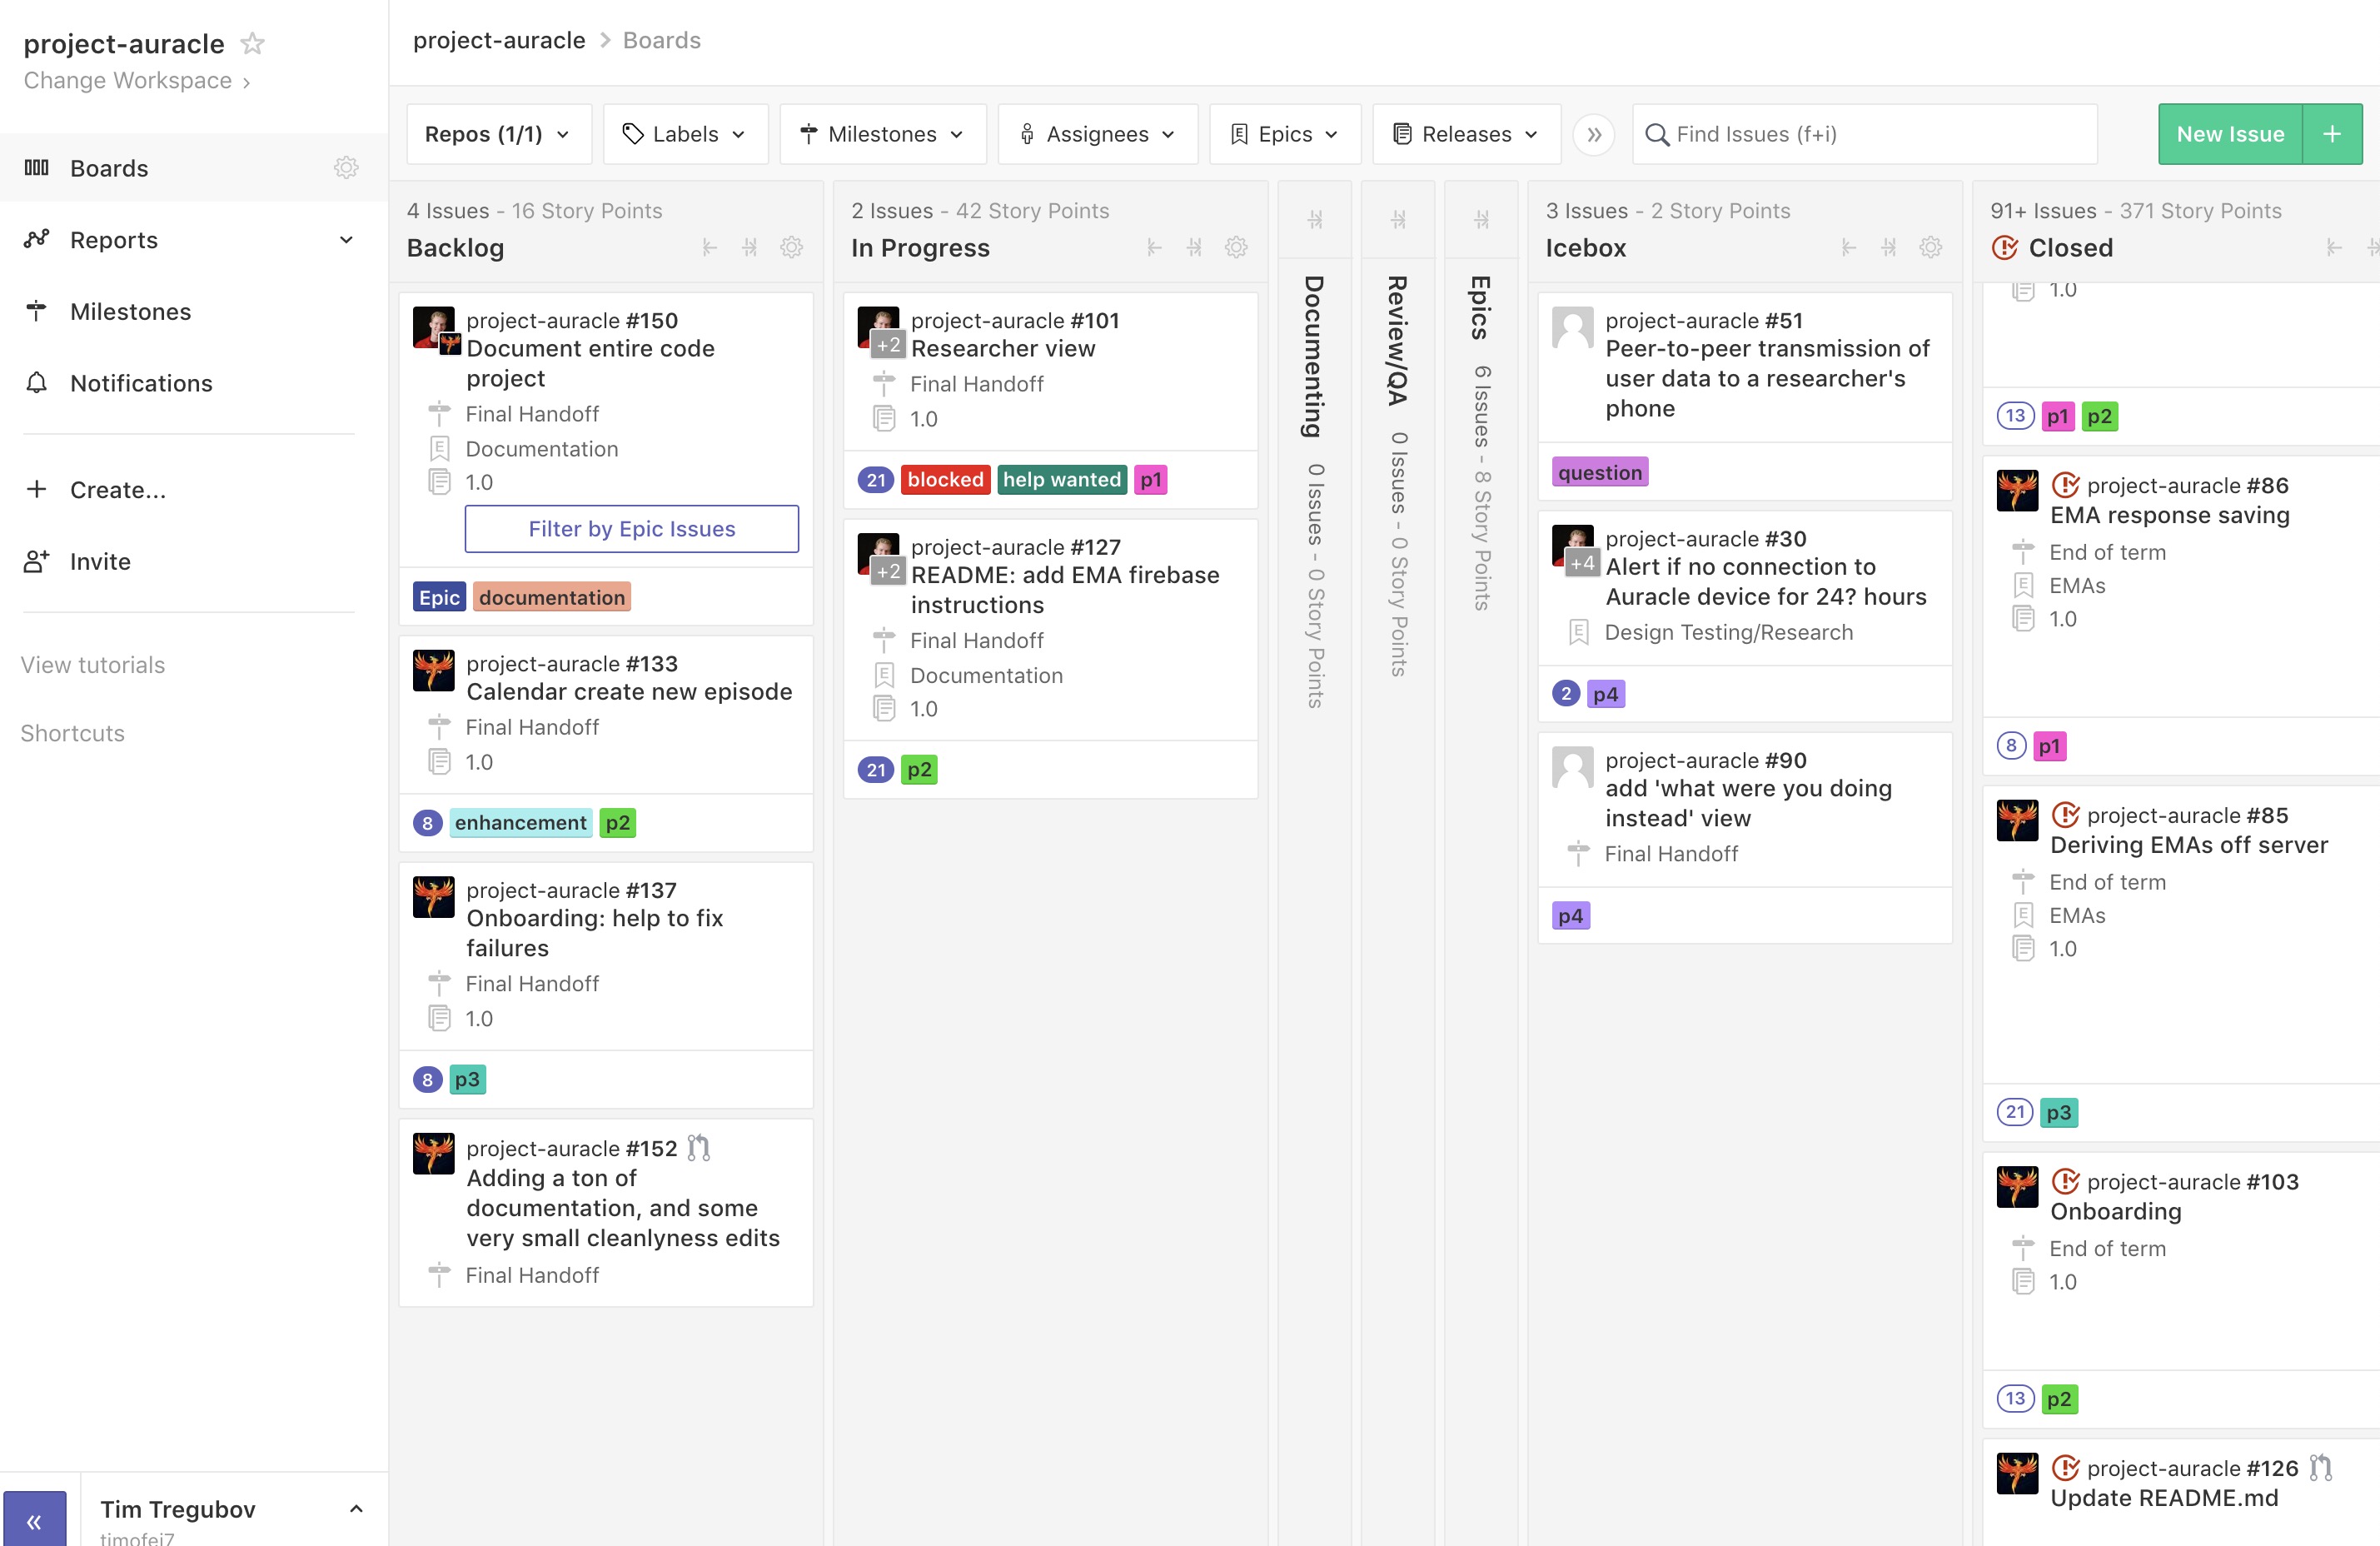 project-auracle
Change Workspace
Boards
Reports
Milestones
Notifications
Create...
Invite
View tutorials
Shortcuts
Tim Tregubov
timofei7
project-auracle > Boards
Repos (1/1)
Labels
Milestones
Assignees
Epics
Releases
Find Issues (f+i)
New Issue
4 Issues - 16 Story Points
Backlog
project-auracle #150
Document entire code
project
Final Handoff
Documentation
1.0
Filter by Epic Issues
Epic documentation
project-auracle #133
Calendar create new episode
Final Handoff
1.0
8 enhancement p2
project-auracle #137
Onboarding: help to fix
failures
Final Handoff
1.0
8 p3
project-auracle #152
Adding a ton of
documentation, and some
very small cleanlyness edits
Final Handoff
2 Issues - 42 Story Points
In Progress
+2
project-auracle #101
Researcher view
Final Handoff
1.0
21 blocked help wanted p1
+2
project-auracle #127
README: add EMA firebase
instructions
Final Handoff
Documentation
1.0
21 p2
Documenting 0 Issues - 0 Story Points
Review/QA 0 Issues - 0 Story Points
Epics 6 Issues - 8 Story Points
3 Issues - 2 Story Points
Icebox
project-auracle #51
Peer-to-peer transmission of
user data to a researcher's
phone
question
+4
project-auracle #30
Alert if no connection to
Auracle device for 24? hours
Design Testing/Research
2 p4
project-auracle #90
add 'what were you doing
instead' view
Final Handoff
p4
91+ Issues - 371 Story Points
Closed
1.0
13 p1 p2
project-auracle #86
EMA response saving
End of term
EMAs
1.0
8 p1
project-auracle #85
Deriving EMAs off server
End of term
EMAs
1.0
21 p3
project-auracle #103
Onboarding
End of term
1.0
13 p2
project-auracle #126
Update README.md